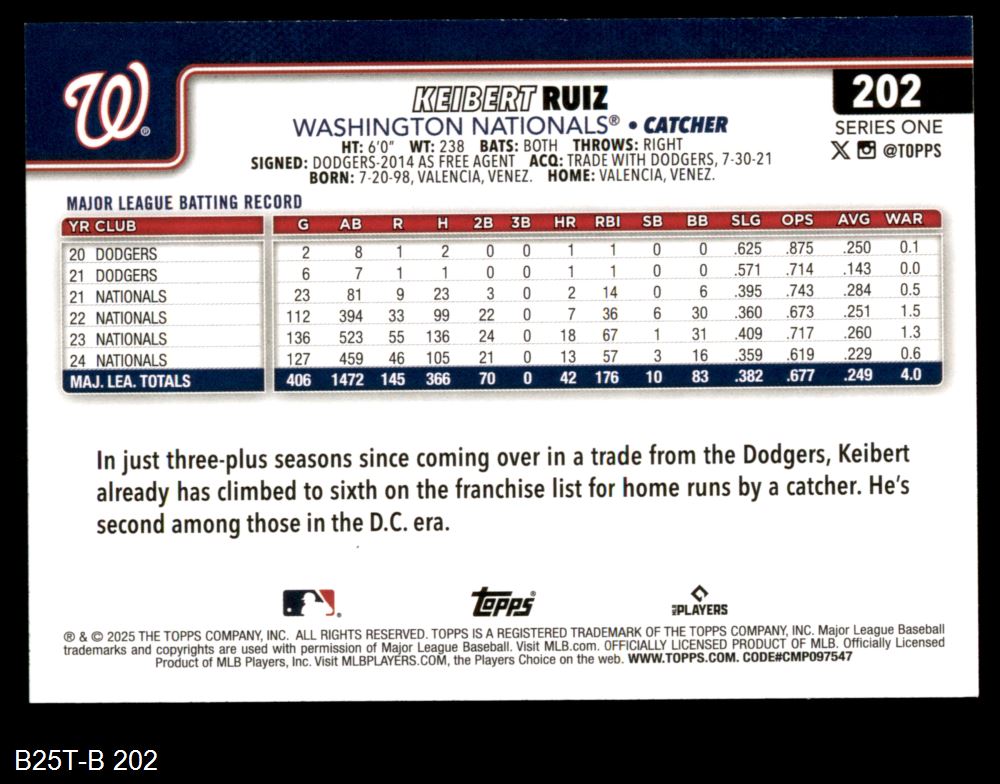 W®
KEIBERT RUIZ
202
WASHINGTON NATIONALS® • CATCHER
SERIES ONE
HT: 6'0" WT: 238 BATS: BOTH THROWS: RIGHT
@TOPPS
SIGNED: DODGERS-2014 AS FREE AGENT ACQ: TRADE WITH DODGERS, 7-30-21
BORN: 7-20-98, VALENCIA, VENEZ. HOME: VALENCIA, VENEZ.
MAJOR LEAGUE BATTING RECORD
YR CLUB G AB R H 2B 3B HR RBI SB BB SLG OPS AVG WAR
20 DODGERS 2 8 1 2 0 0 1 1 0 0 .625 .875 .250 0.1
21 DODGERS 6 7 1 1 0 0 1 1 0 0 .571 .714 .143 0.0
21 NATIONALS 23 81 9 23 3 0 2 14 0 6 .395 .743 .284 0.5
22 NATIONALS 112 394 33 99 22 0 7 36 6 30 .360 .673 .251 1.5
23 NATIONALS 136 523 55 136 24 0 18 67 1 31 .409 .717 .260 1.3
24 NATIONALS 127 459 46 105 21 0 13 57 3 16 .359 .619 .229 0.6
MAJ. LEA. TOTALS 406 1472 145 366 70 0 42 176 10 83 .382 .677 .249 4.0
In just three-plus seasons since coming over in a trade from the Dodgers, Keibert
already has climbed to sixth on the franchise list for home runs by a catcher. He's
second among those in the D.C. era.
Topps®
MLB PLAYERS
® & © 2025 THE TOPPS COMPANY, INC. ALL RIGHTS RESERVED. TOPPS IS A REGISTERED TRADEMARK OF THE TOPPS COMPANY, INC. Major League Baseball
trademarks and copyrights are used with permission of Major League Baseball. Visit MLB.com. OFFICIALLY LICENSED PRODUCT OF MLB. Officially Licensed
Product of MLB Players, Inc. Visit MLBPLAYERS.COM, the Players Choice on the web. WWW.TOPPS.COM. CODE#CMP097547
B25T-B 202